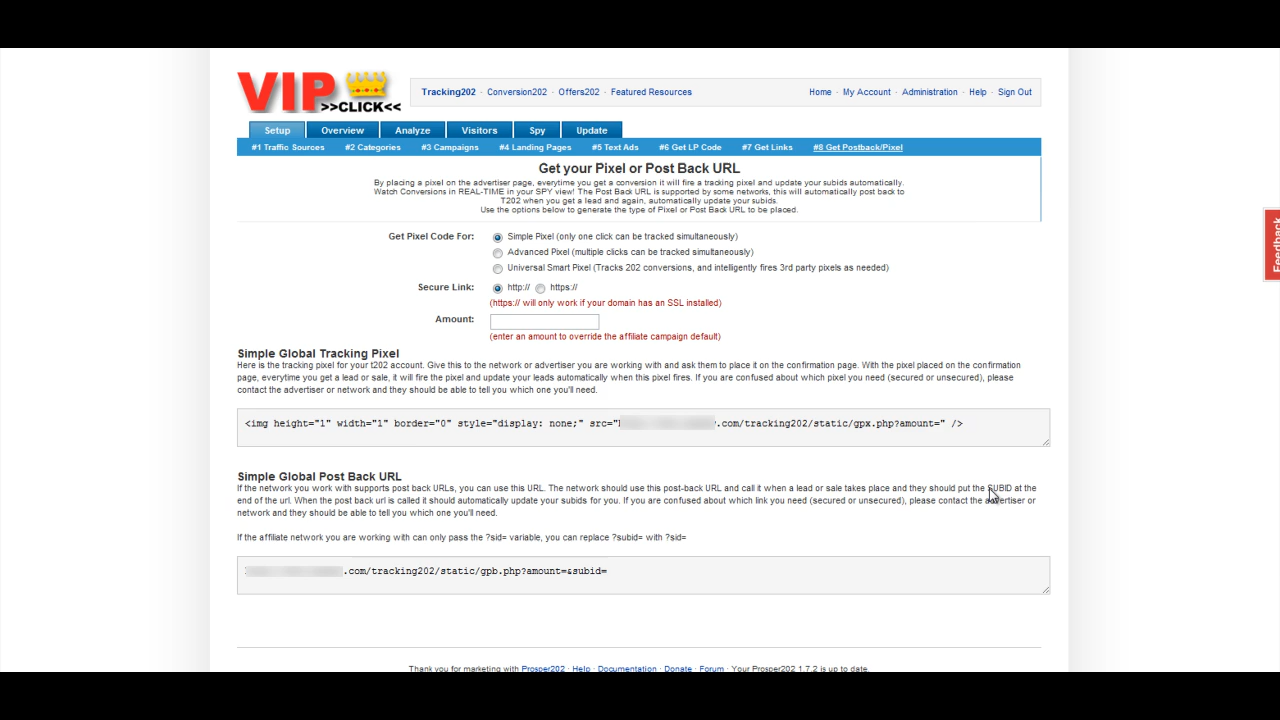 VIP >>CLICK<<
Tracking202 · Conversion202 · Offers202 · Featured Resources
Home · My Account · Administration · Help · Sign Out
Setup Overview Analyze Visitors Spy Update
#1 Traffic Sources #2 Categories #3 Campaigns #4 Landing Pages #5 Text Ads #6 Get LP Code #7 Get Links #8 Get Postback/Pixel
Get your Pixel or Post Back URL
By placing a pixel on the advertiser page, everytime you get a conversion it will fire a tracking pixel and update your subids automatically.
Watch Conversions in REAL-TIME in your SPY view! The Post Back URL is supported by some networks, this will automatically post back to
T202 when you get a lead and again, automatically update your subids.
Use the options below to generate the type of Pixel or Post Back URL to be placed.
Get Pixel Code For: Simple Pixel (only one click can be tracked simultaneously)
Advanced Pixel (multiple clicks can be tracked simultaneously)
Universal Smart Pixel (Tracks 202 conversions, and intelligently fires 3rd party pixels as needed)
Secure Link: http:// https://
(https:// will only work if your domain has an SSL installed)
Amount:
(enter an amount to override the affiliate campaign default)
Simple Global Tracking Pixel
Here is the tracking pixel for your t202 account. Give this to the network or advertiser you are working with and ask them to place it on the confirmation page. With the pixel placed on the confirmation
page, everytime you get a lead or sale, it will fire the pixel and update your leads automatically when this pixel fires. If you are confused about which pixel you need (secured or unsecured), please
contact the advertiser or network and they should be able to tell you which one you'll need.
<img height="1" width="1" border="0" style="display: none;" src=" .com/tracking202/static/gpx.php?amount=" />
Simple Global Post Back URL
If the network you work with supports post back URLs, you can use this URL. The network should use this post-back URL and call it when a lead or sale takes place and they should put the SUBID at the
end of the url. When the post back url is called it should automatically update your subids for you. If you are confused about which link you need (secured or unsecured), please contact the advertiser or
network and they should be able to tell you which one you'll need.
If the affiliate network you are working with can only pass the ?sid= variable, you can replace ?subid= with ?sid=
.com/tracking202/static/gpb.php?amount=&subid=
Thank you for marketing with Prosper202 · Help · Documentation · Donate · Forum · Your Prosper202 1.7.2 is up to date.
Feedback